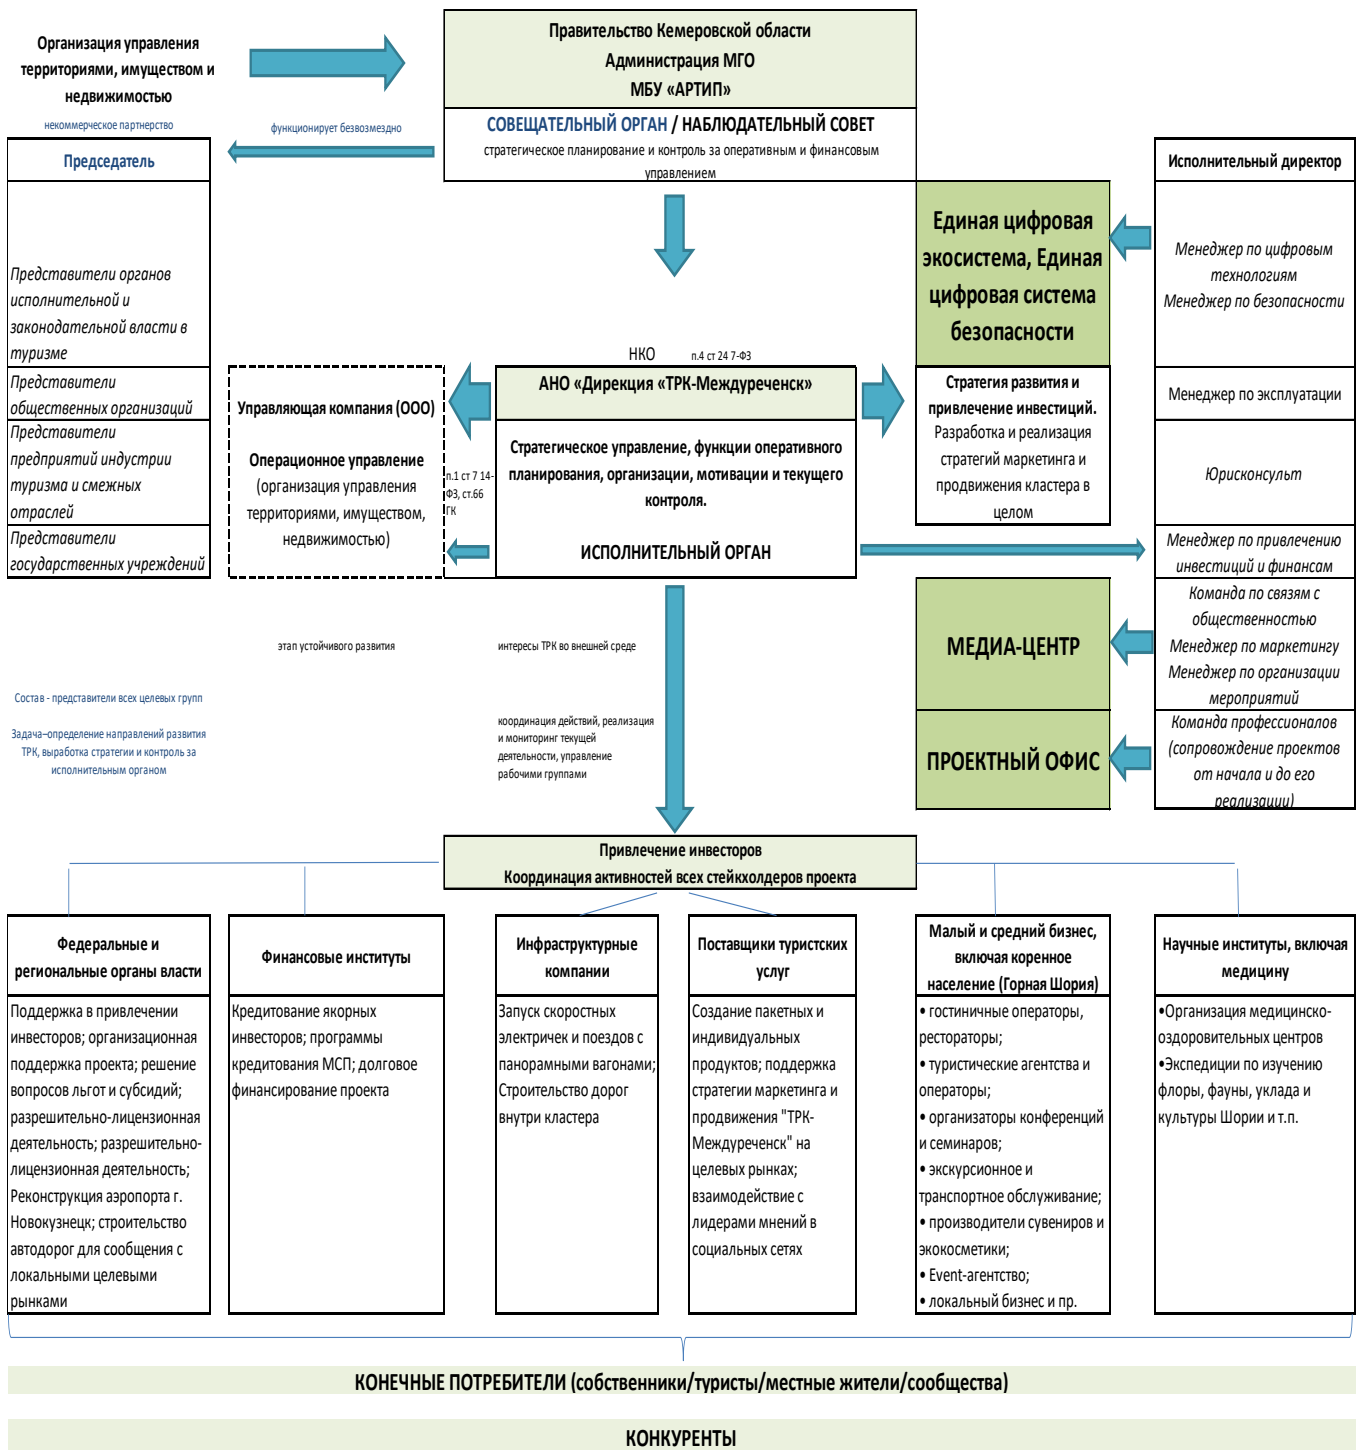 Организация управления
территориями, имуществом и
недвижимостью
некоммерческое партнерство
функционирует безвозмездно
Правительство Кемеровской области
Администрация МГО
МБУ «АРТИП»
СОВЕЩАТЕЛЬНЫЙ ОРГАН / НАБЛЮДАТЕЛЬНЫЙ СОВЕТ
стратегическое планирование и контроль за оперативным и финансовым
управлением
Председатель
Представители органов
исполнительной и
законодательной власти в
туризме
Представители
общественных организаций
Представители
предприятий индустрии
туризма и смежных
отраслей
Представители
государственных учреждений
Состав - представители всех целевых групп
Задача–определение направлений развития
ТРК, выработка стратегии и контроль за
исполнительным органом
Управляющая компания (ООО)
Операционное управление
(организация управления
территориями, имуществом,
недвижимостью)
этап устойчивого развития
п.1 ст 7 14-
ФЗ, ст.66
ГК
НКО
п.4 ст 24 7-ФЗ
АНО «Дирекция «ТРК-Междуреченск»
Стратегическое управление, функции оперативного
планирования, организации, мотивации и текущего
контроля.
ИСПОЛНИТЕЛЬНЫЙ ОРГАН
интересы ТРК во внешней среде
координация действий, реализация
и мониторинг текущей
деятельности, управление
рабочими группами
Единая цифровая
экосистема, Единая
цифровая система
безопасности
Стратегия развития и
привлечение инвестиций.
Разработка и реализация
стратегий маркетинга и
продвижения кластера в
целом
МЕДИА-ЦЕНТР
ПРОЕКТНЫЙ ОФИС
Исполнительный директор
Менеджер по цифровым
технологиям
Менеджер по безопасности
Менеджер по эксплуатации
Юрисконсульт
Менеджер по привлечению
инвестиций и финансам
Команда по связям с
общественностью
Менеджер по маркетингу
Менеджер по организации
мероприятий
Команда профессионалов
(сопровождение проектов
от начала и до его
реализации)
Привлечение инвесторов
Координация активностей всех стейкхолдеров проекта
Федеральные и
региональные органы власти
Поддержка в привлечении
инвесторов; организационная
поддержка проекта; решение
вопросов льгот и субсидий;
разрешительно-лицензионная
деятельность; разрешительно-
лицензионная деятельность;
Реконструкция аэропорта г.
Новокузнецк; строительство
автодорог для сообщения с
локальными целевыми
рынками
Финансовые институты
Кредитование якорных
инвесторов; программы
кредитования МСП; долговое
финансирование проекта
Инфраструктурные
компании
Запуск скоростных
электричек и поездов с
панорамными вагонами;
Строительство дорог
внутри кластера
Поставщики туристских
услуг
Создание пакетных и
индивидуальных
продуктов; поддержка
стратегии маркетинга и
продвижения "ТРК-
Междуреченск" на
целевых рынках;
взаимодействие с
лидерами мнений в
социальных сетях
Малый и средний бизнес,
включая коренное
население (Горная Шория)
• гостиничные операторы,
рестораторы;
• туристические агентства и
операторы;
• организаторы конференций
и семинаров;
• экскурсионное и
транспортное обслуживание;
• производители сувениров и
экокосметики;
• Event-агентство;
• локальный бизнес и пр.
Научные институты, включая
медицину
•Организация медицинско-
оздоровительных центров
•Экспедиции по изучению
флоры, фауны, уклада и
культуры Шории и т.п.
КОНЕЧНЫЕ ПОТРЕБИТЕЛИ (собственники/туристы/местные жители/сообщества)
КОНКУРЕНТЫ